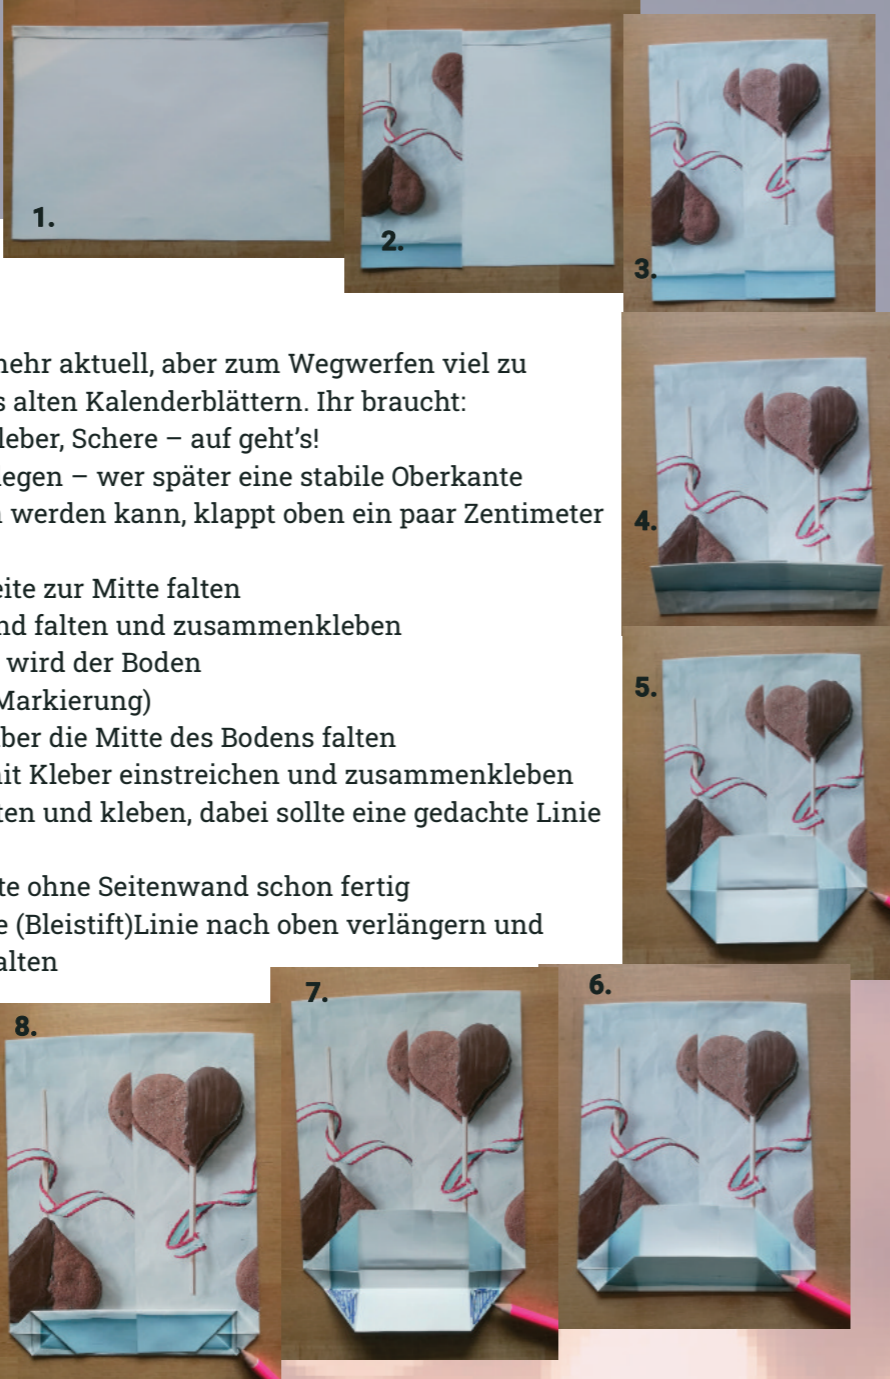 1.
2.
3.
mehr aktuell, aber zum Wegwerfen viel zu
s alten Kalenderblättern. Ihr braucht:
leber, Schere – auf geht's!
legen – wer später eine stabile Oberkante
n werden kann, klappt oben ein paar Zentimeter
4.
eite zur Mitte falten
nd falten und zusammenkleben
wird der Boden
5.
Markierung)
ber die Mitte des Bodens falten
it Kleber einstreichen und zusammenkleben
ten und kleben, dabei sollte eine gedachte Linie
te ohne Seitenwand schon fertig
e (Bleistift)Linie nach oben verlängern und
alten
6.
7.
8.